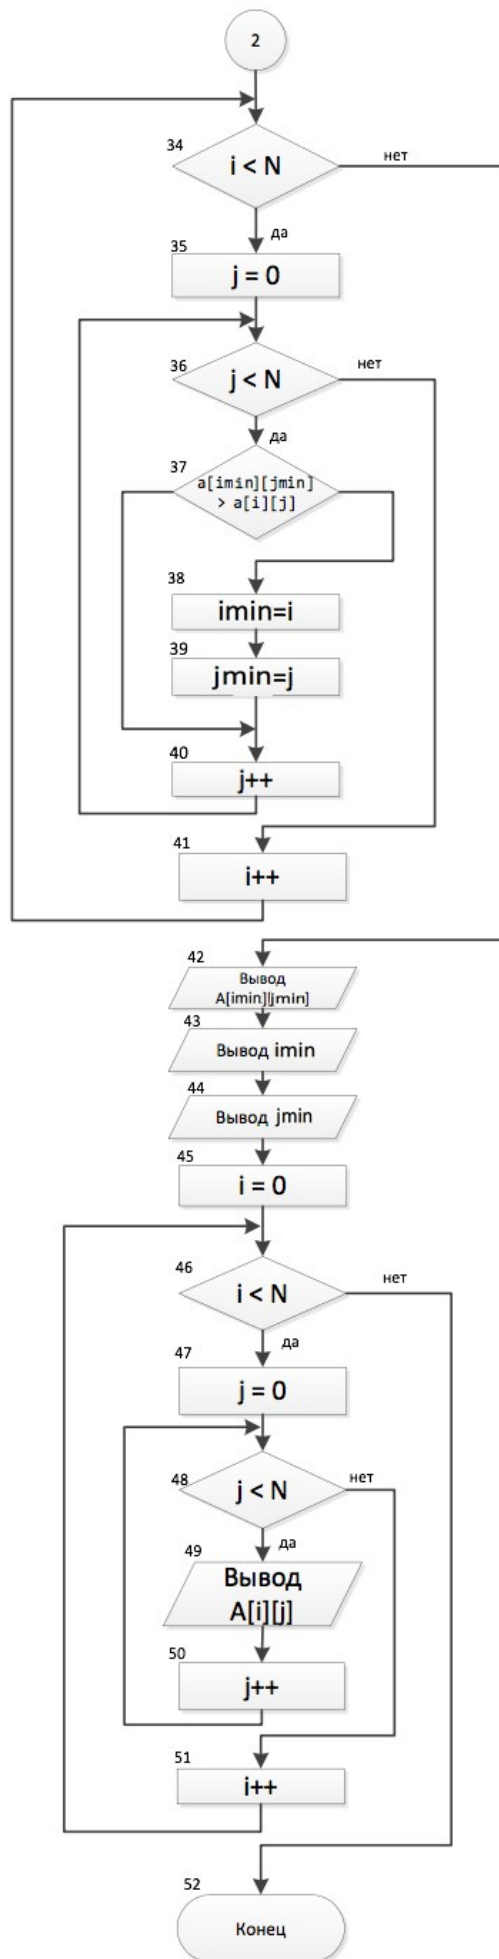 2
34
i < N
нет
да
35
j = 0
36
j < N
нет
да
37
a[imin][jmin]
> a[i][j]
38
imin=i
39
jmin=j
40
j++
41
i++
42
Вывод
A[imin][jmin]
43
Вывод imin
44
Вывод jmin
45
i = 0
46
i < N
нет
да
47
j = 0
48
j < N
нет
да
49
Вывод
A[i][j]
50
j++
51
i++
52
Конец